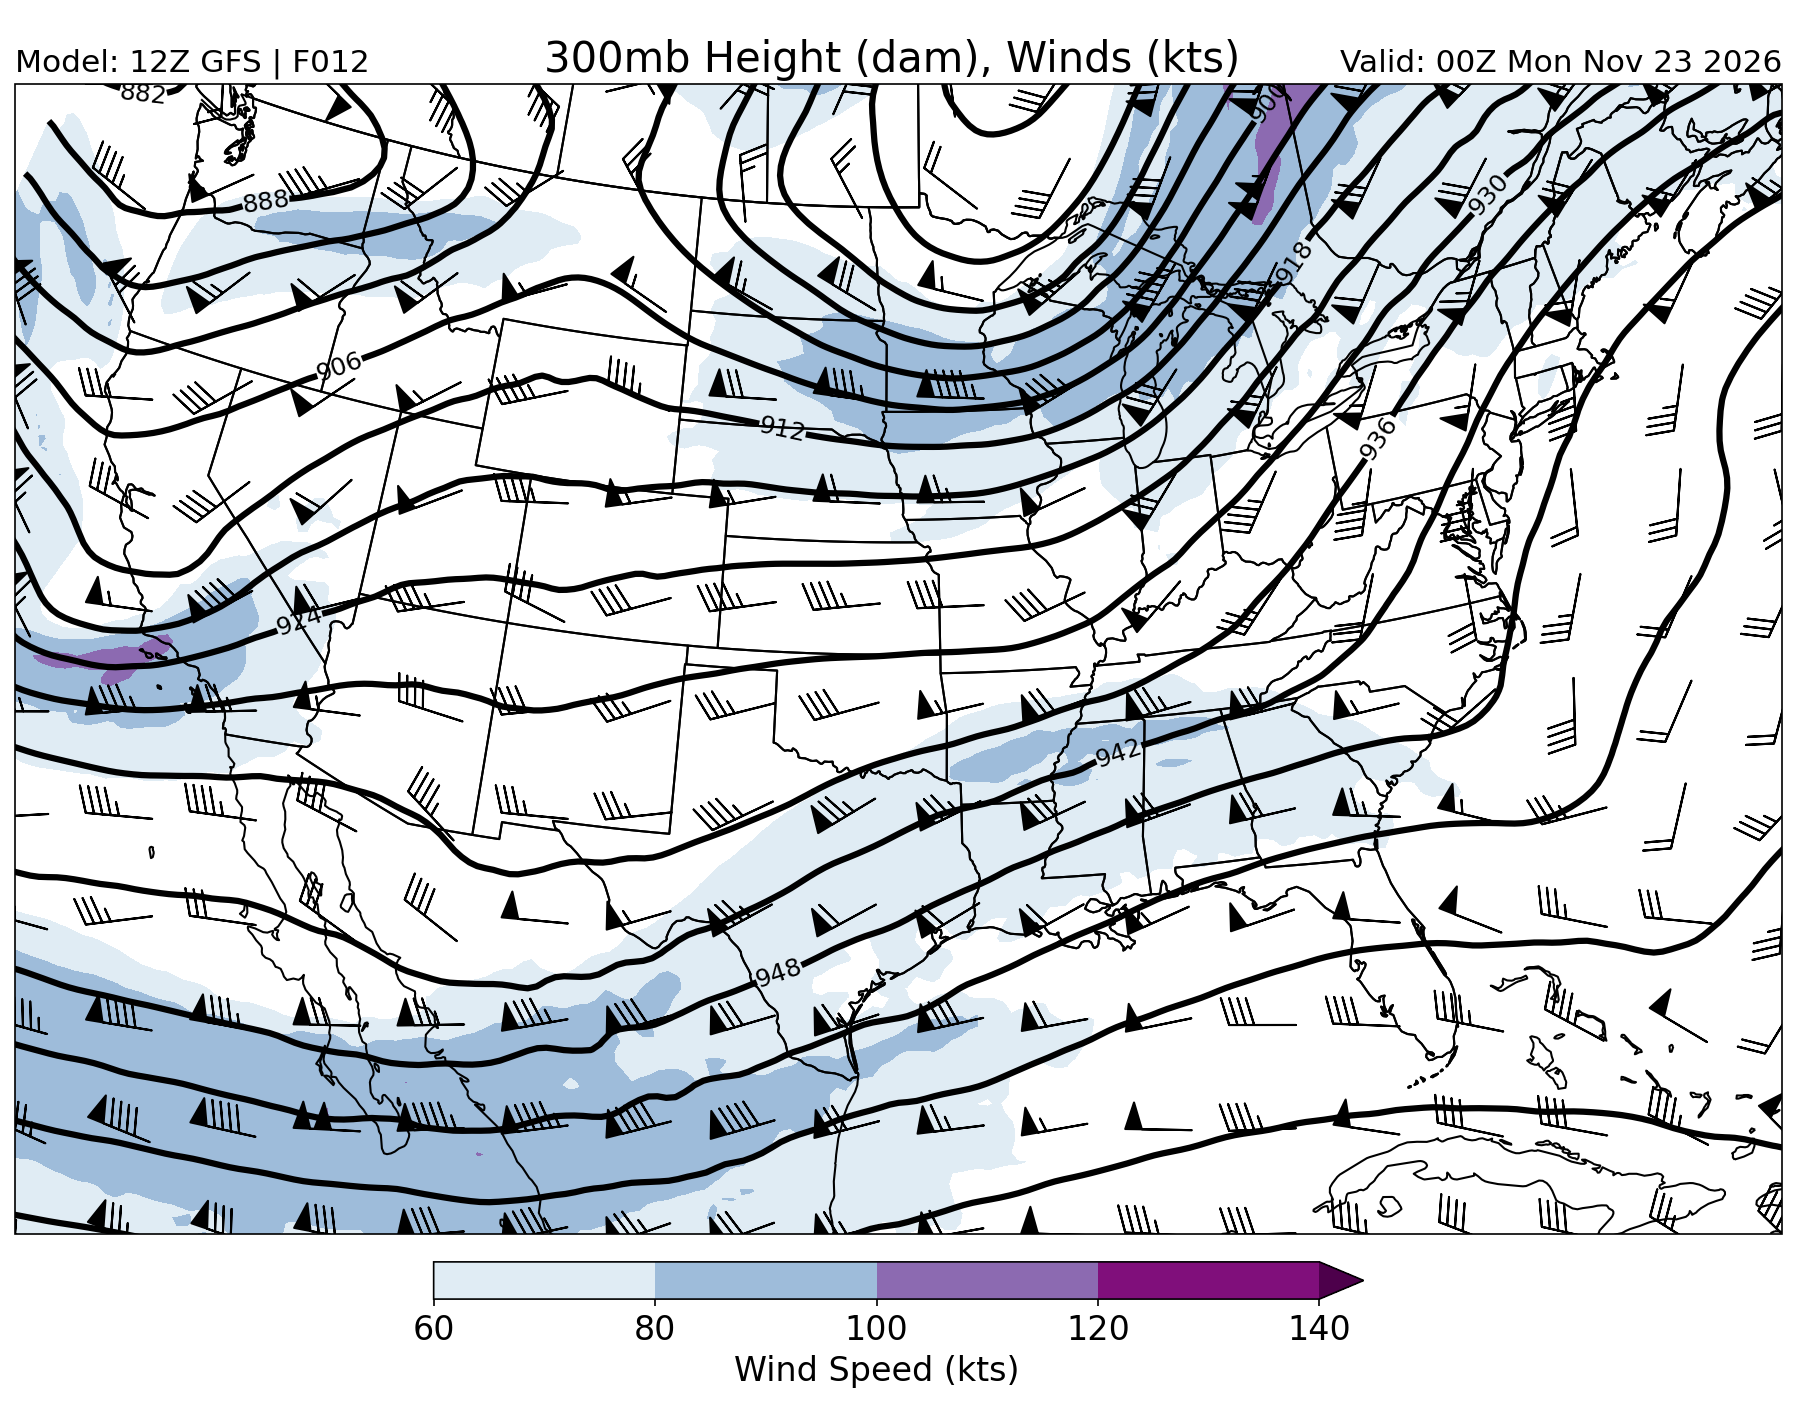 Model: 12Z GFS | F012
300mb Height (dam), Winds (kts)
Valid: 00Z Mon Nov 23 2026
882
900
888
930
918
906
912
936
924
942
948
60 80 100 120 140
Wind Speed (kts)